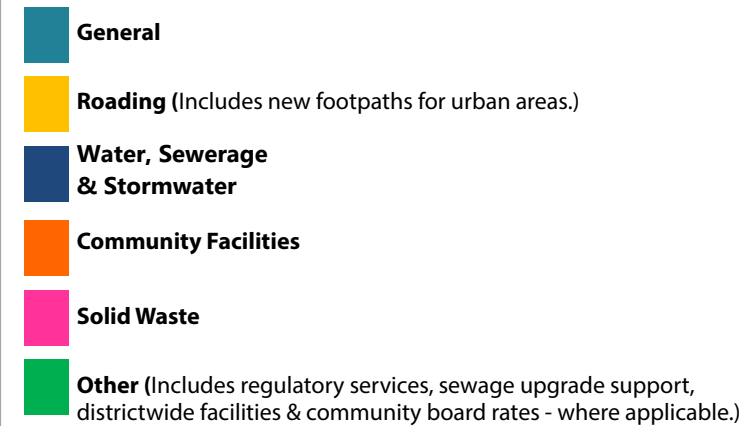 General
Roading (Includes new footpaths for urban areas.)
Water, Sewerage
& Stormwater
Community Facilities
Solid Waste
Other (Includes regulatory services, sewage upgrade support,
districtwide facilities & community board rates - where applicable.)